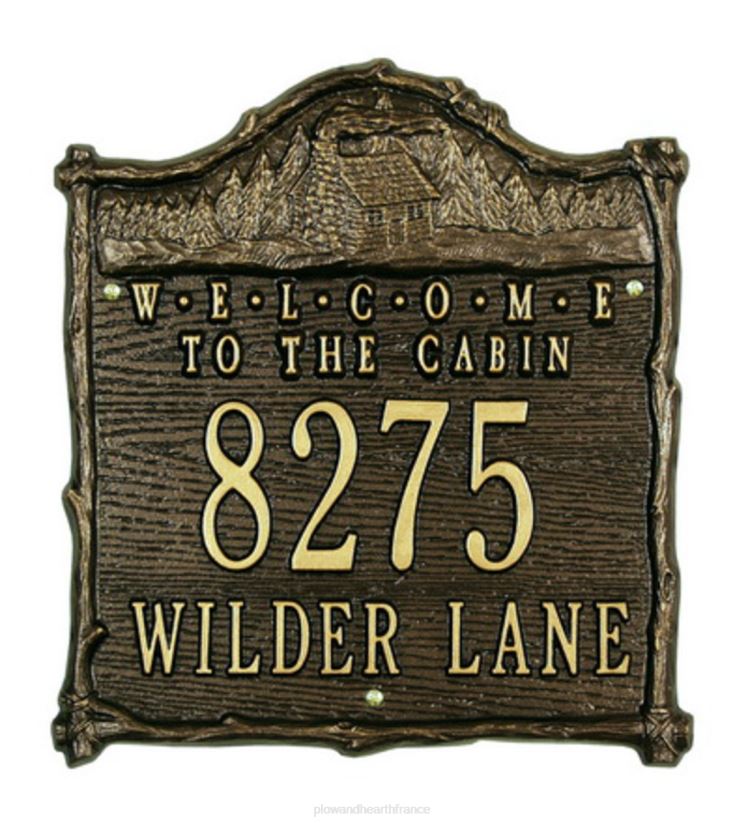 W•E•L•C•O•M•E
TO THE CABIN
8275
WILDER LANE
plowandhearthfrance